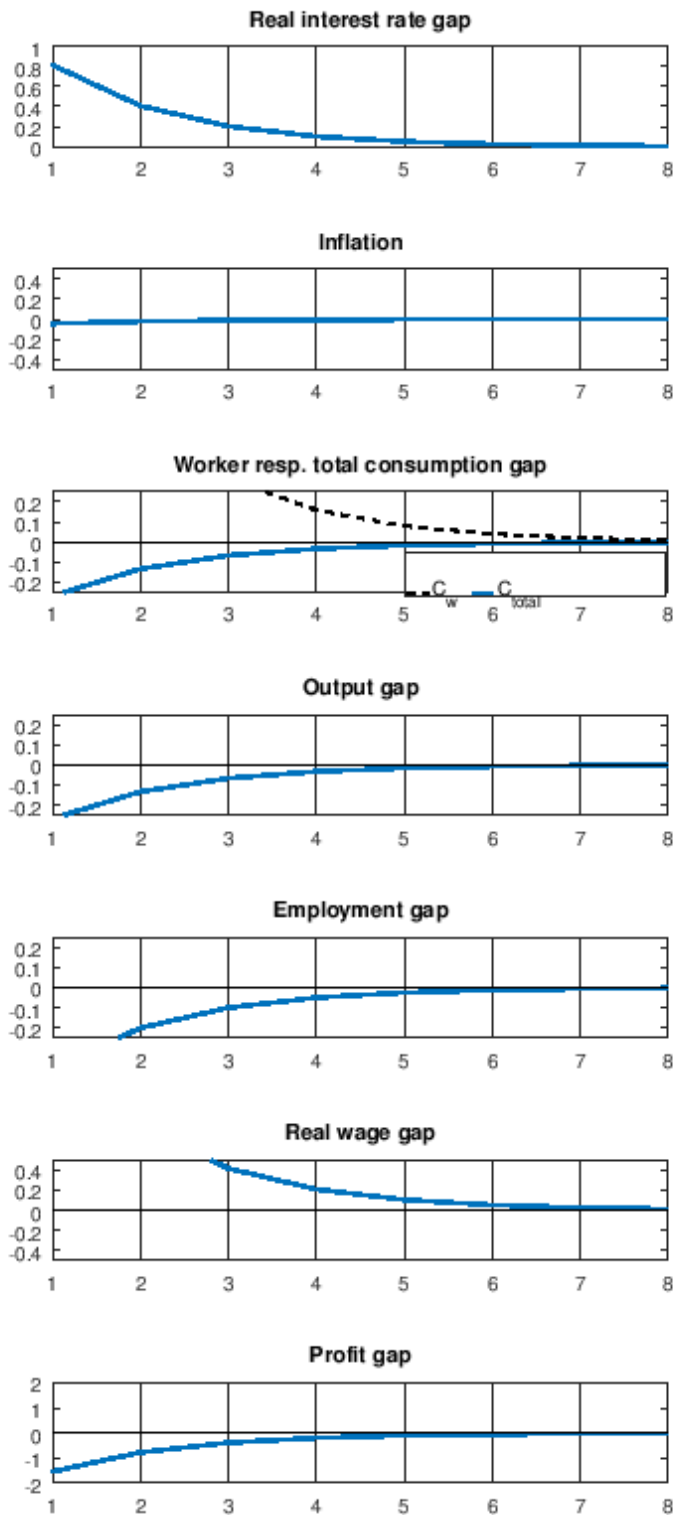 Real interest rate gap
1
0.8
0.6
0.4
0.2
0
1 2 3 4 5 6 7 8
Inflation
0.4
0.2
0
-0.2
-0.4
1 2 3 4 5 6 7 8
Worker resp. total consumption gap
0.2
0.1
0
-0.1
-0.2
C_w C_total
1 2 3 4 5 6 7 8
Output gap
0.2
0.1
0
-0.1
-0.2
1 2 3 4 5 6 7 8
Employment gap
0.2
0.1
0
-0.1
-0.2
1 2 3 4 5 6 7 8
Real wage gap
0.4
0.2
0
-0.2
-0.4
1 2 3 4 5 6 7 8
Profit gap
2
1
0
-1
-2
1 2 3 4 5 6 7 8